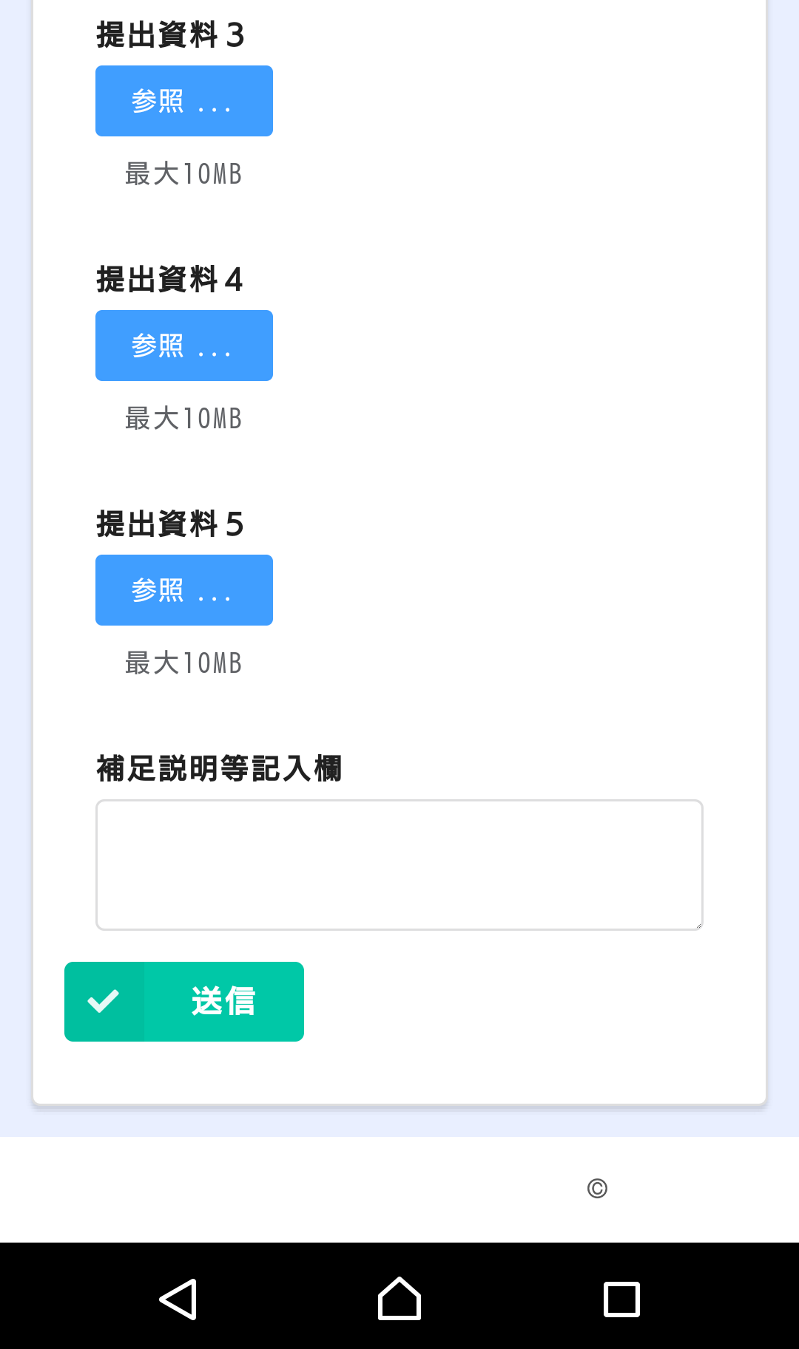 提出資料３
参照 ...
最大10MB
提出資料４
参照 ...
最大10MB
提出資料５
参照 ...
最大10MB
補足説明等記入欄
送信
©